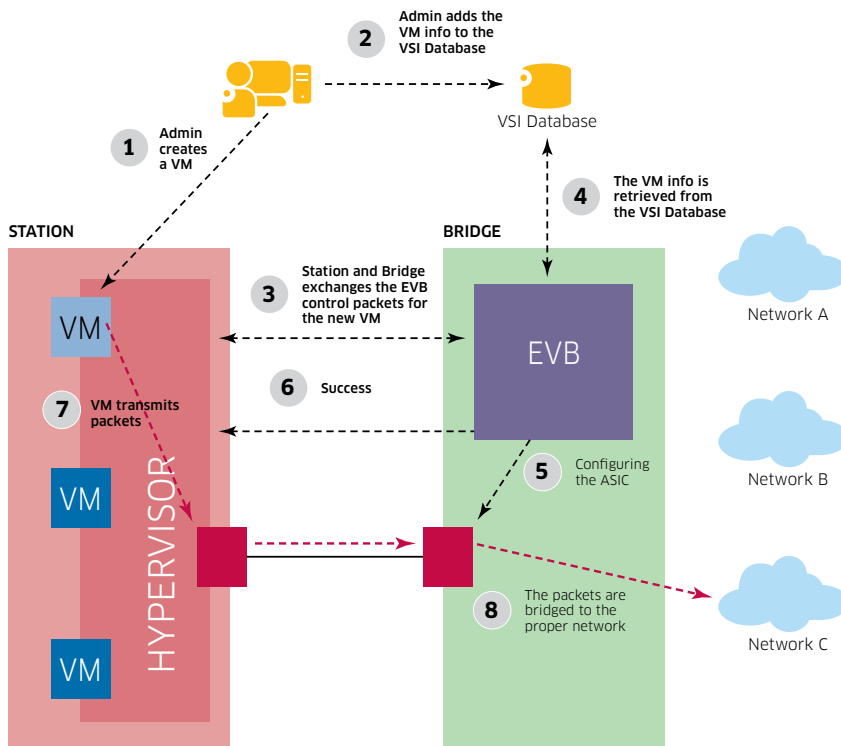 2
Admin adds the
VM info to the
VSI Database
VSI Database
1
Admin
creates
a VM
4
The VM info is
retrieved from
the VSI Database
STATION
BRIDGE
3
Station and Bridge
exchanges the EVB
control packets for
the new VM
VM
EVB
Network A
6
Success
7
VM transmits
packets
5
Configuring
the ASIC
Network B
VM
HYPERVISOR
8
The packets are
bridged to the
proper network
Network C
VM